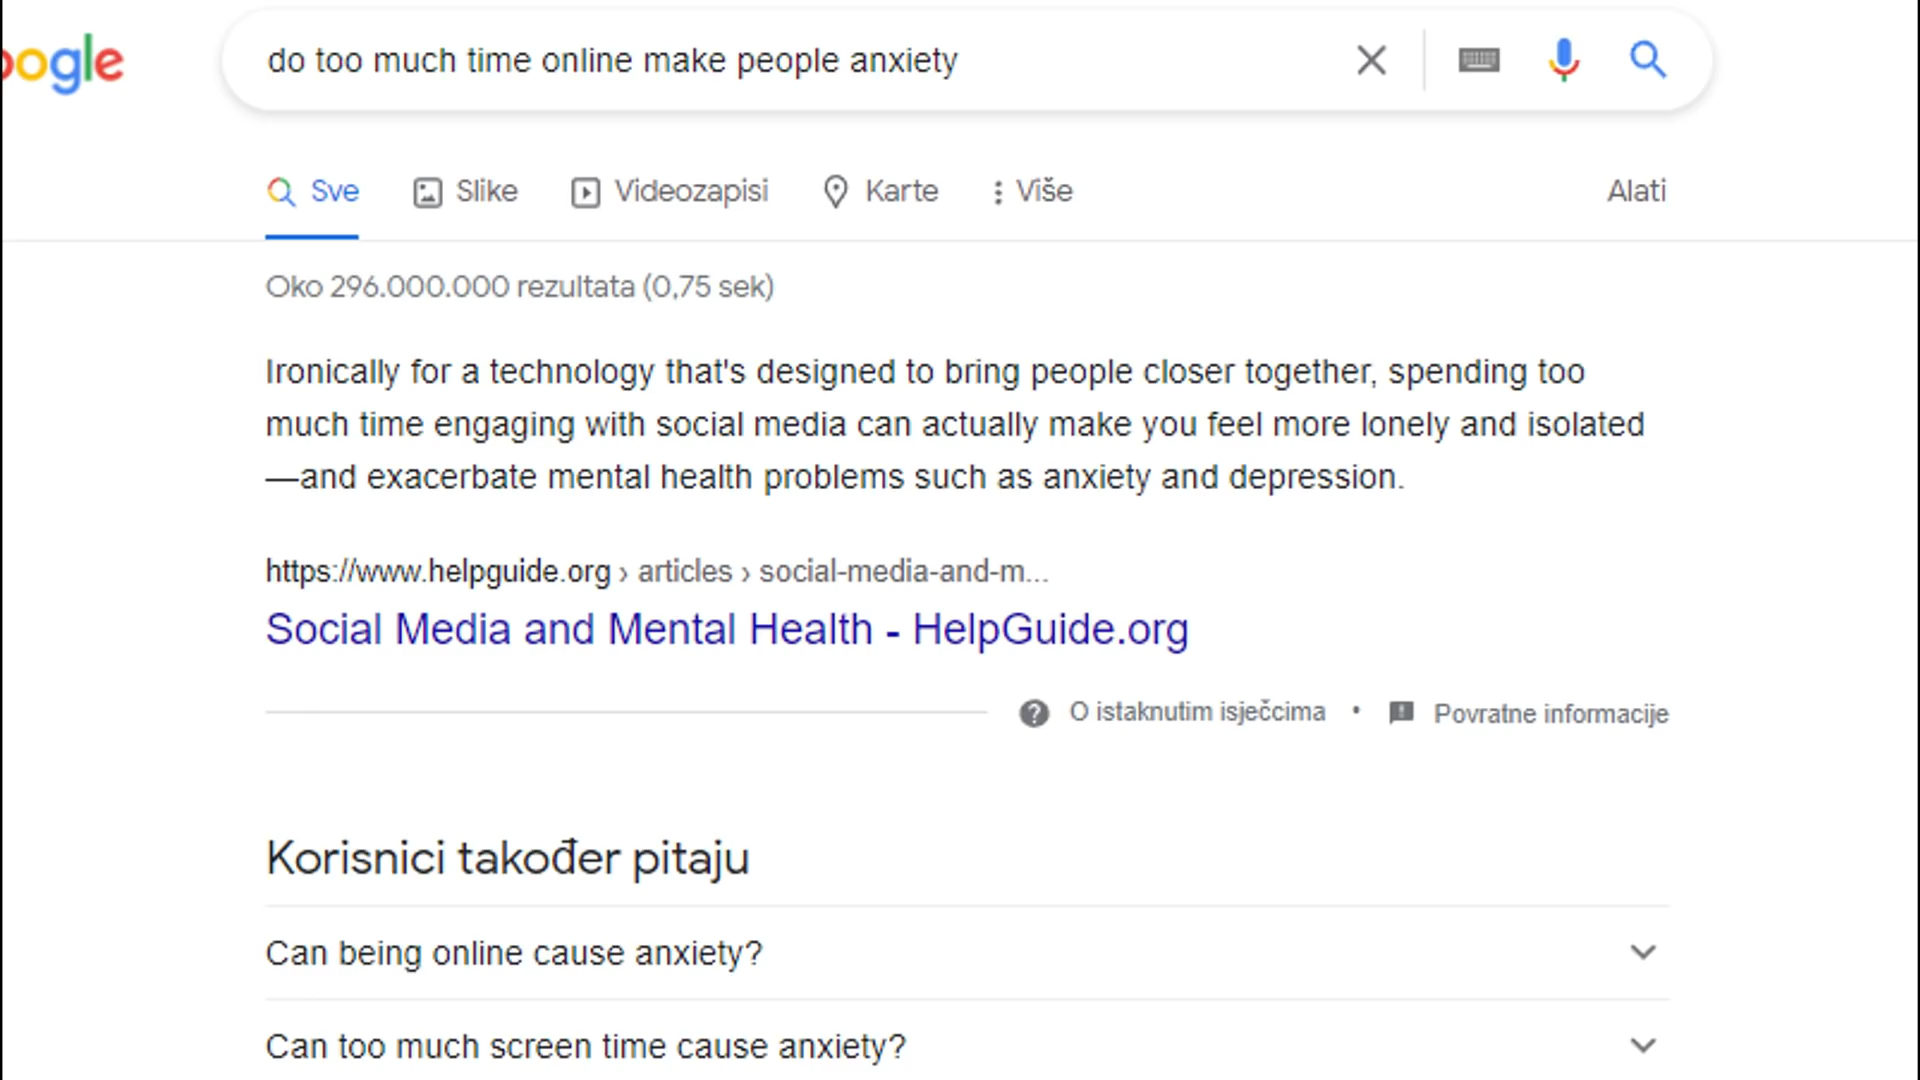 oogle
do too much time online make people anxiety
Sve Slike Videozapisi Karte Više Alati
Oko 296.000.000 rezultata (0,75 sek)
Ironically for a technology that's designed to bring people closer together, spending too
much time engaging with social media can actually make you feel more lonely and isolated
—and exacerbate mental health problems such as anxiety and depression.
https://www.helpguide.org › articles › social-media-and-m...
Social Media and Mental Health - HelpGuide.org
O istaknutim isječcima • Povratne informacije
Korisnici također pitaju
Can being online cause anxiety?
Can too much screen time cause anxiety?